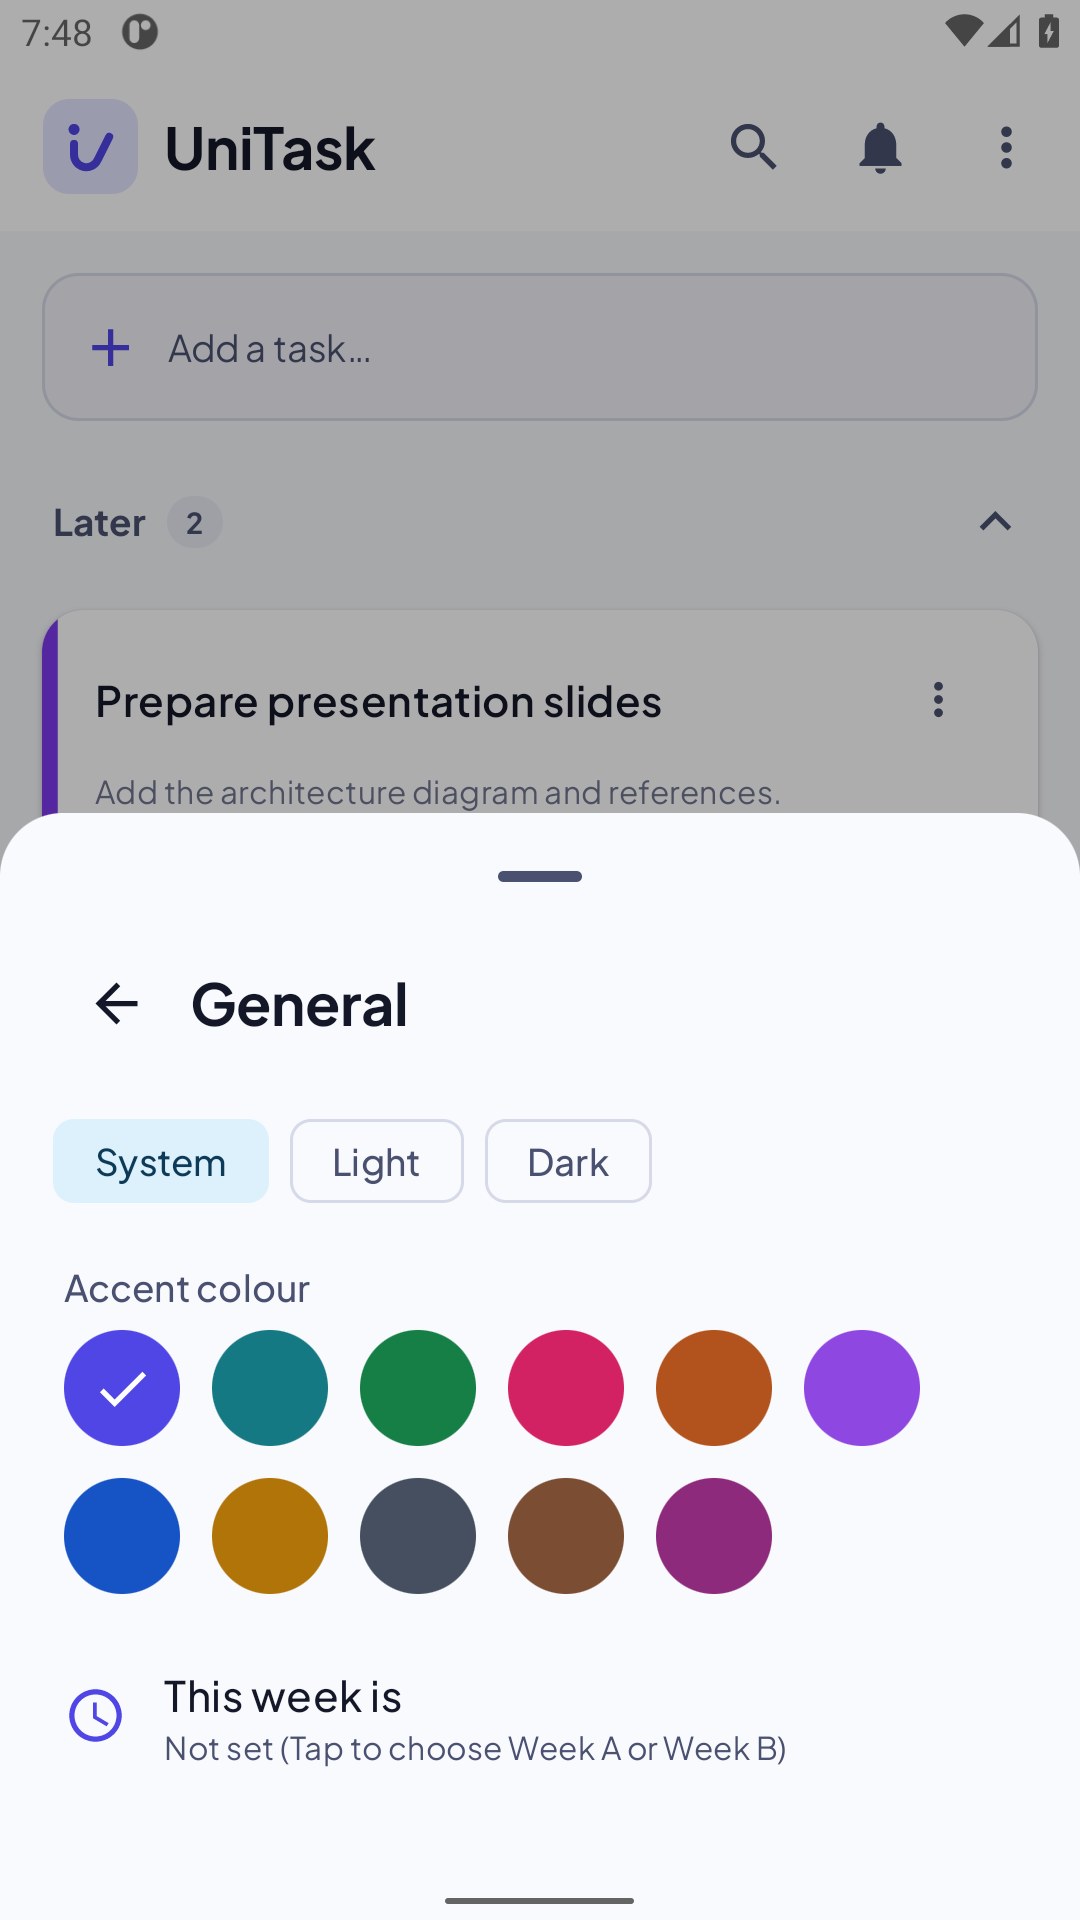 7:48
UniTask
Add a task...
Later 2
Prepare presentation slides
Add the architecture diagram and references.
General
System Light Dark
Accent colour
This week is
Not set (Tap to choose Week A or Week B)